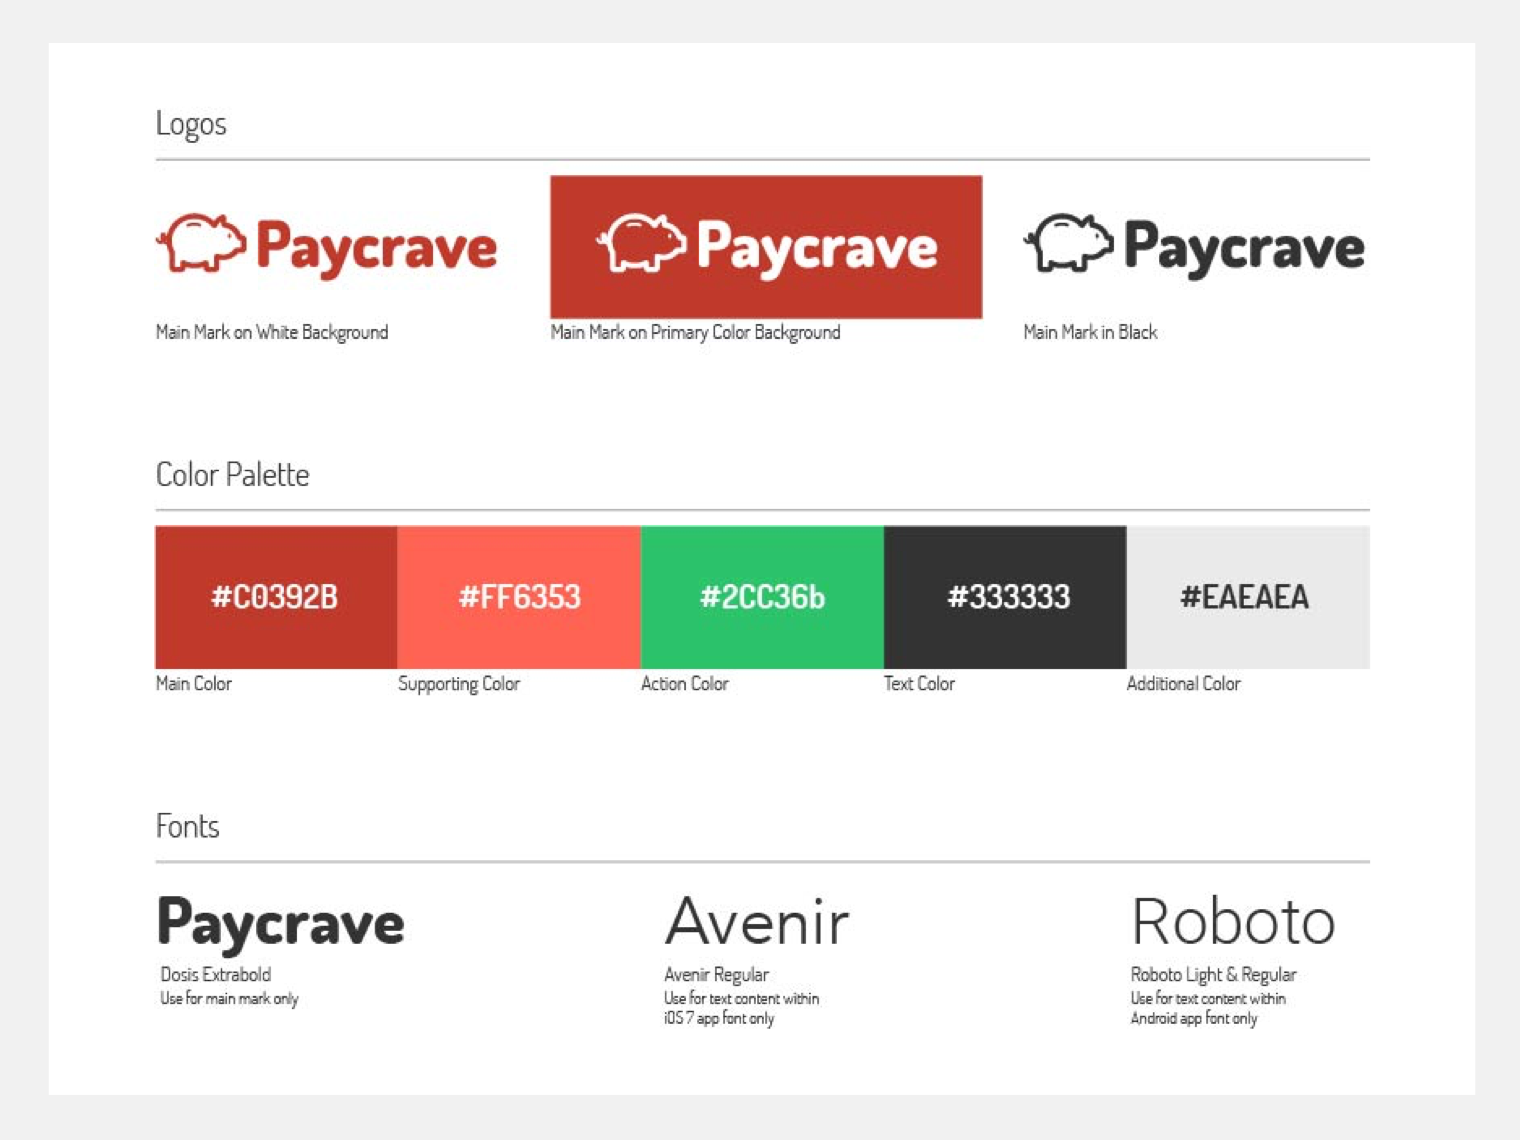 Logos
Paycrave
Paycrave
Paycrave
Main Mark on White Background
Main Mark on Primary Color Background
Main Mark in Black
Color Palette
#C0392B
#FF6353
#2CC36b
#333333
#EAEAEA
Main Color
Supporting Color
Action Color
Text Color
Additional Color
Fonts
Paycrave
Dosis Extrabold
Use for main mark only
Avenir
Avenir Regular
Use for text content within
iOS 7 app font only
Roboto
Roboto Light & Regular
Use for text content within
Android app font only